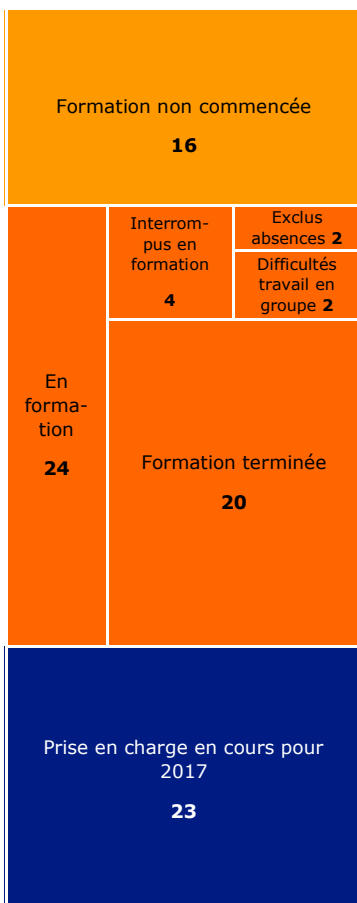 Formation non commencée
16
Interrom-
pus en
formation
4
Exclus
absences 2
Difficultés
travail en
groupe 2
En
forma-
tion
24
Formation terminée
20
Prise en charge en cours pour
2017
23